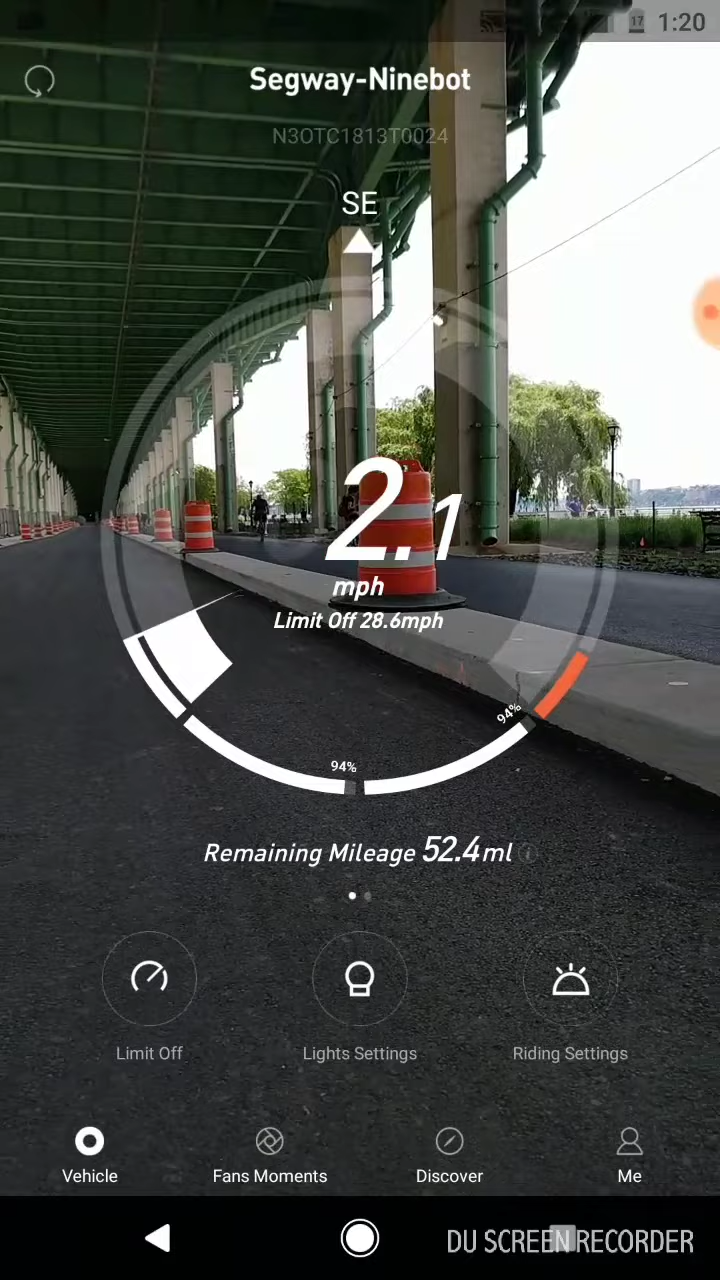 17 1:20
Segway-Ninebot
N3OTC1813T0024
SE
2.1
mph
Limit Off 28.6mph
94%
94%
Remaining Mileage 52.4ml
Limit Off
Lights Settings
Riding Settings
Vehicle
Fans Moments
Discover
Me
DU SCREEN RECORDER